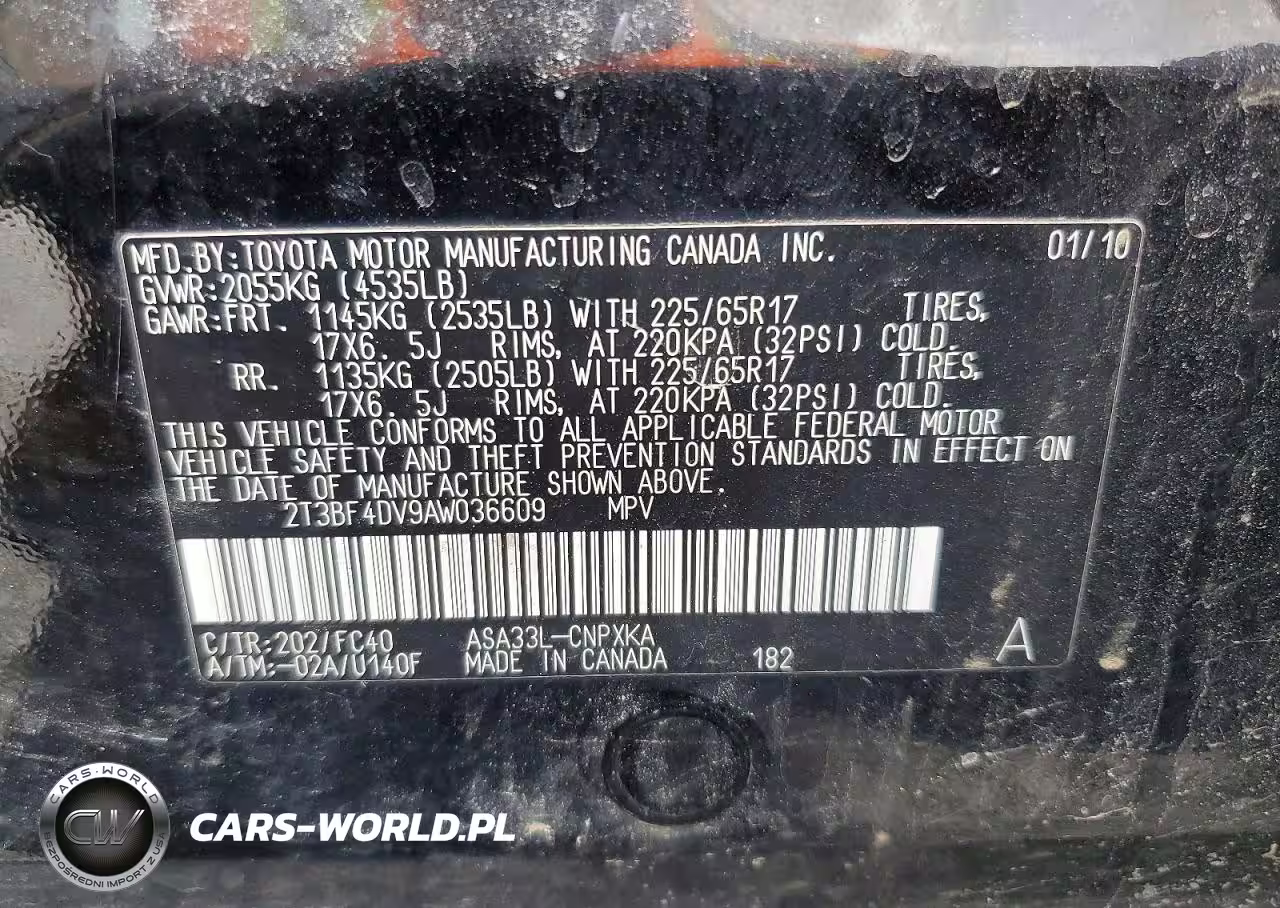 MFD.BY:TOYOTA MOTOR MANUFACTURING CANADA INC. 01/10
GVWR:2055KG (4535LB)
GAWR:FRT. 1145KG (2535LB) WITH 225/65R17 TIRES,
17X6.5J RIMS, AT 220KPA (32PSI) COLD.
RR. 1135KG (2505LB) WITH 225/65R17 TIRES,
17X6.5J RIMS, AT 220KPA (32PSI) COLD.
THIS VEHICLE CONFORMS TO ALL APPLICABLE FEDERAL MOTOR
VEHICLE SAFETY AND THEFT PREVENTION STANDARDS IN EFFECT ON
THE DATE OF MANUFACTURE SHOWN ABOVE.
2T3BF4DV9AW036609 MPV
C/TR:202/FC40 ASA33L-CNPXKA A
A/TM:-02A/U140F MADE IN CANADA 182
CARS-WORLD
CW
BEZPOŚREDNI IMPORT Z USA
CARS-WORLD.PL